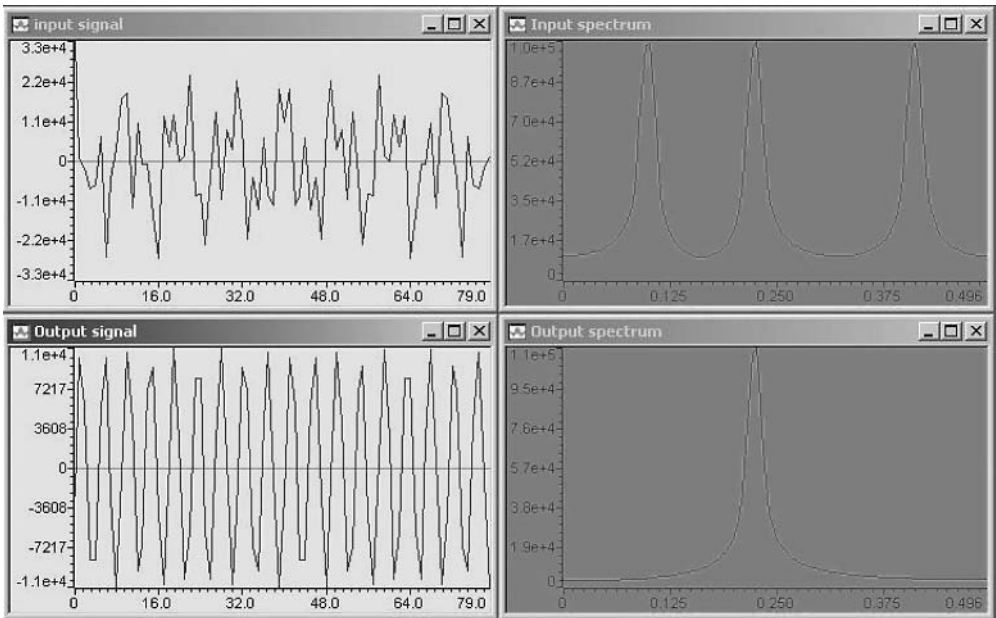 input signal
3.3e+4
2.2e+4
1.1e+4
0
-1.1e+4
-2.2e+4
-3.3e+4
0 16.0 32.0 48.0 64.0 79.0
Input spectrum
1.0e+5
8.7e+4
7.0e+4
5.2e+4
3.5e+4
1.7e+4
0
0 0.125 0.250 0.375 0.496
Output signal
1.1e+4
7217
3608
0
-3608
-7217
-1.1e+4
0 16.0 32.0 48.0 64.0 79.0
Output spectrum
1.1e+5
9.5e+4
7.6e+4
5.7e+4
3.8e+4
1.9e+4
0
0 0.125 0.250 0.375 0.496